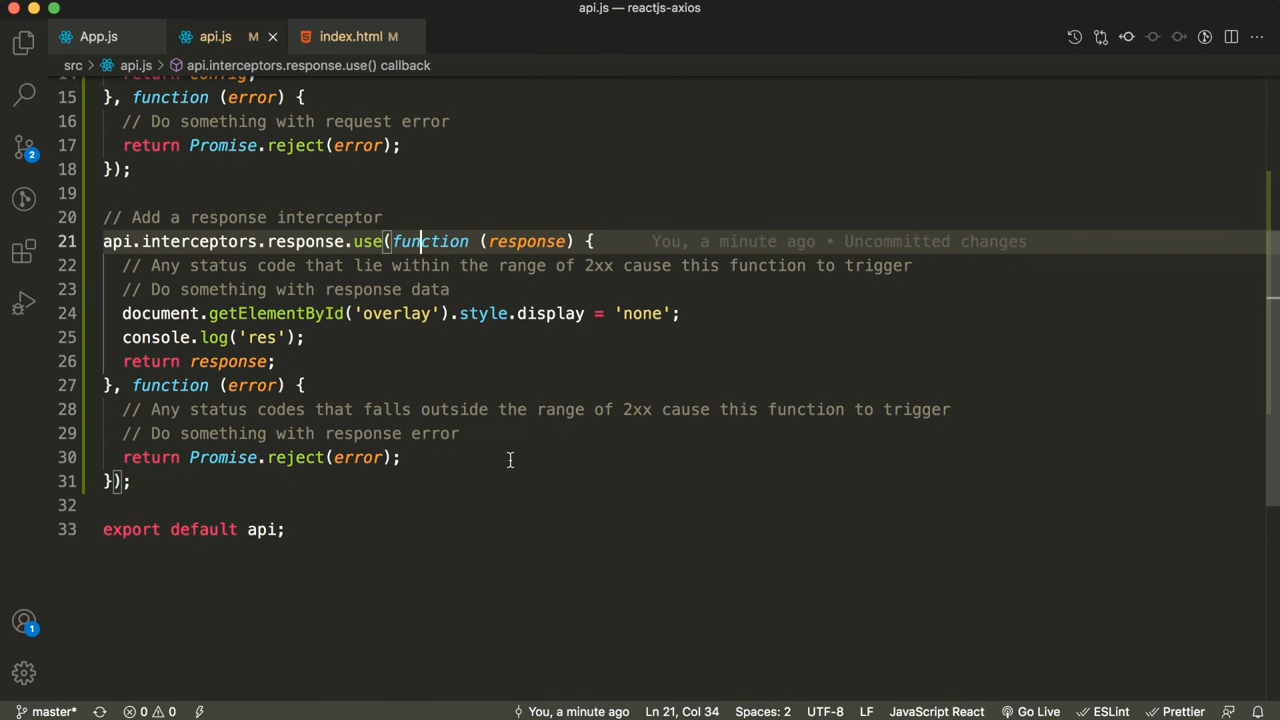 api.js — reactjs-axios
App.js
api.js M
index.html M
src > api.js > api.interceptors.response.use() callback
14 return config;
15 }, function (error) {
16 // Do something with request error
17 return Promise.reject(error);
18 });
19
20 // Add a response interceptor
21 api.interceptors.response.use(function (response) { You, a minute ago • Uncommitted changes
22 // Any status code that lie within the range of 2xx cause this function to trigger
23 // Do something with response data
24 document.getElementById('overlay').style.display = 'none';
25 console.log('res');
26 return response;
27 }, function (error) {
28 // Any status codes that falls outside the range of 2xx cause this function to trigger
29 // Do something with response error
30 return Promise.reject(error);
31 });
32
33 export default api;
2
1
master* 0 0 You, a minute ago Ln 21, Col 34 Spaces: 2 UTF-8 LF JavaScript React Go Live ESLint Prettier